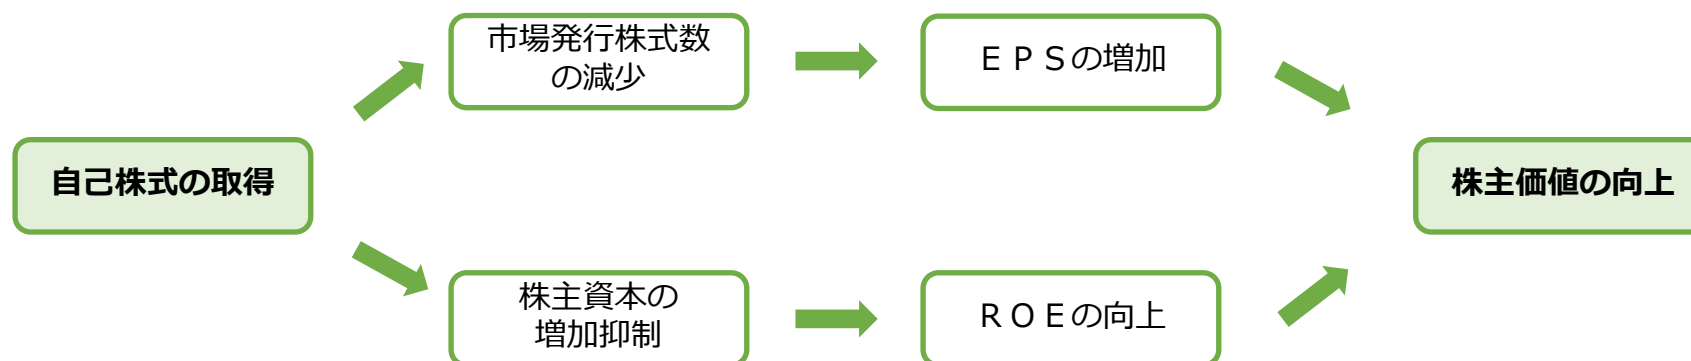 市場発行株式数
の減少
ＥＰＳの増加
自己株式の取得
株主価値の向上
株主資本の
増加抑制
ＲＯＥの向上